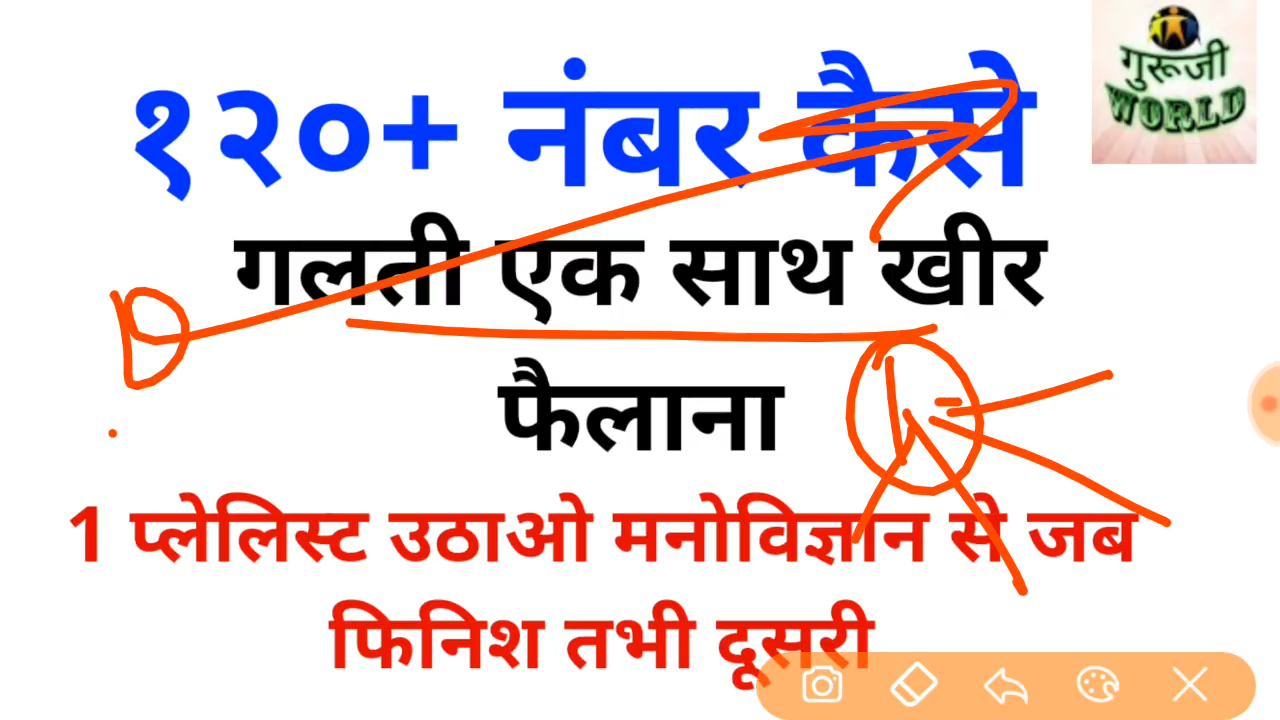 गुरूजी
WORLD
१२०+ नंबर कैसे
गलती एक साथ खीर
फैलाना
1 प्लेलिस्ट उठाओ मनोविज्ञान से जब
फिनिश तभी दूसरी